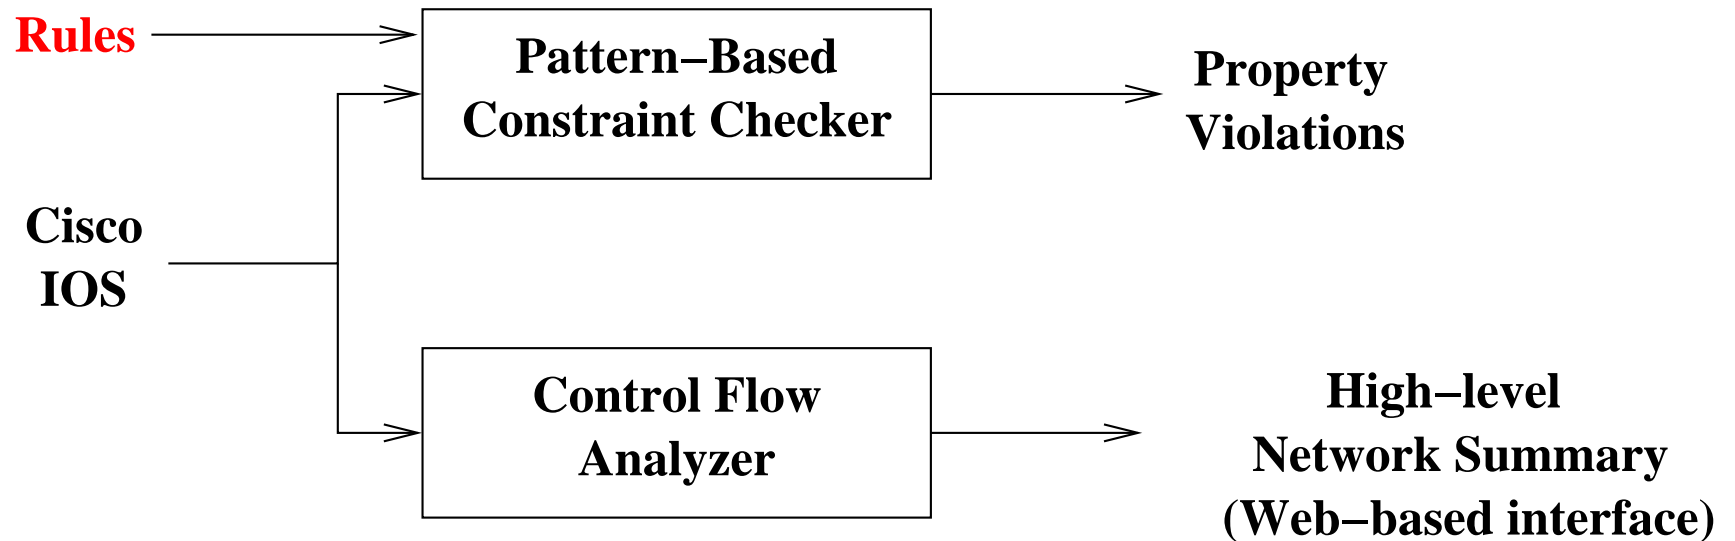 Rules
Pattern–Based
Constraint Checker
Property
Violations
Cisco
IOS
Control Flow
Analyzer
High–level
Network Summary
(Web–based interface)